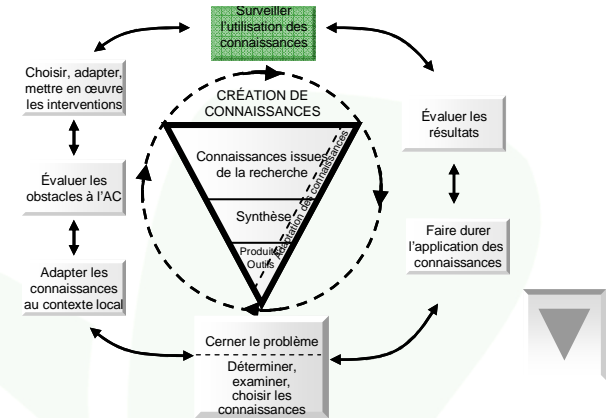 Surveiller
l'utilisation des
connaissances
Choisir, adapter,
mettre en œuvre
les interventions
CRÉATION DE
CONNAISSANCES
Évaluer les
résultats
Connaissances issues
de la recherche
Adaptation des connaissances
Évaluer les
obstacles à l'AC
Synthèse
Produits
Outils
Faire durer
l'application des
connaissances
Adapter les
connaissances
au contexte local
Cerner le problème
Déterminer,
examiner,
choisir les
connaissances